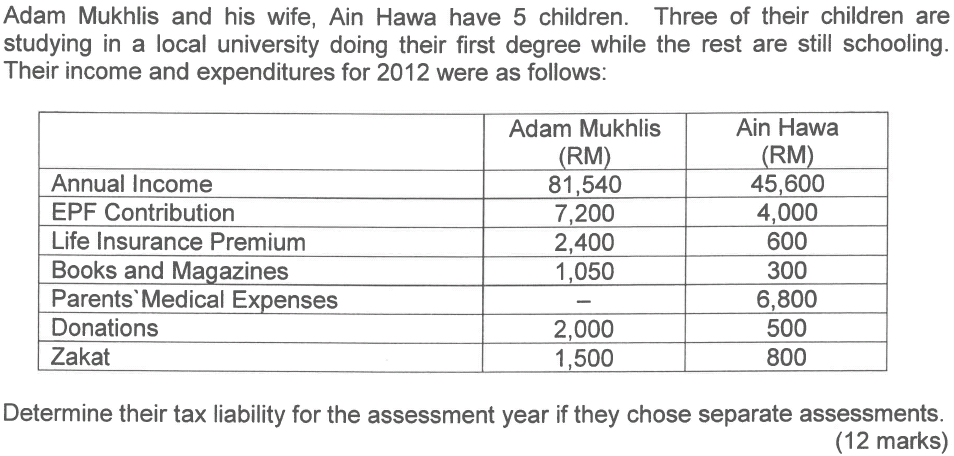 Adam Mukhlis and his wife, Ain Hawa have 5 children. Three of their children are
studying in a local university doing their first degree while the rest are still schooling.
Their income and expenditures for 2012 were as follows:
Adam Mukhlis (RM) Ain Hawa (RM)
Annual Income 81,540 45,600
EPF Contribution 7,200 4,000
Life Insurance Premium 2,400 600
Books and Magazines 1,050 300
Parents` Medical Expenses – 6,800
Donations 2,000 500
Zakat 1,500 800
Determine their tax liability for the assessment year if they chose separate assessments.
(12 marks)